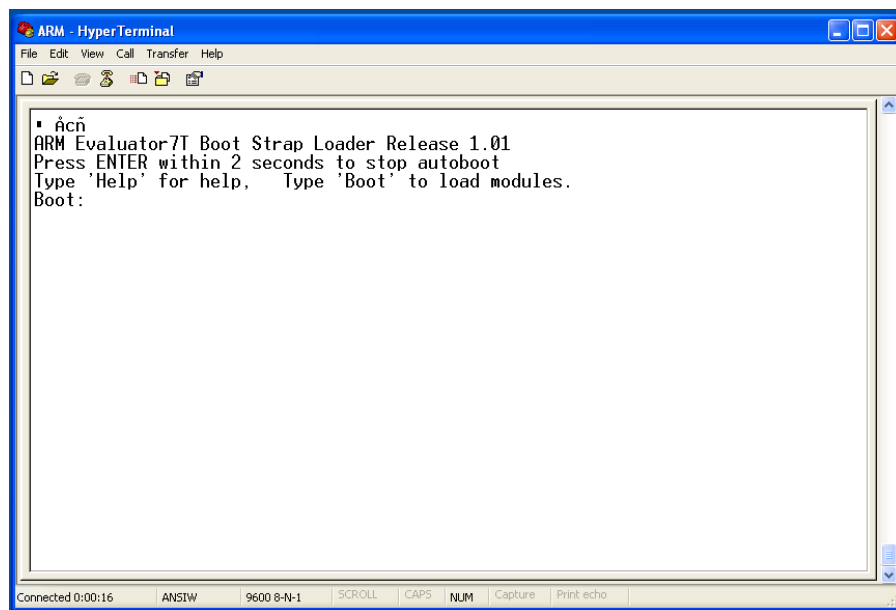 ARM - HyperTerminal
File Edit View Call Transfer Help
Åcñ
ARM Evaluator7T Boot Strap Loader Release 1.01
Press ENTER within 2 seconds to stop autoboot
Type 'Help' for help,   Type 'Boot' to load modules.
Boot:
Connected 0:00:16 ANSIW 9600 8-N-1 SCROLL CAPS NUM Capture Print echo